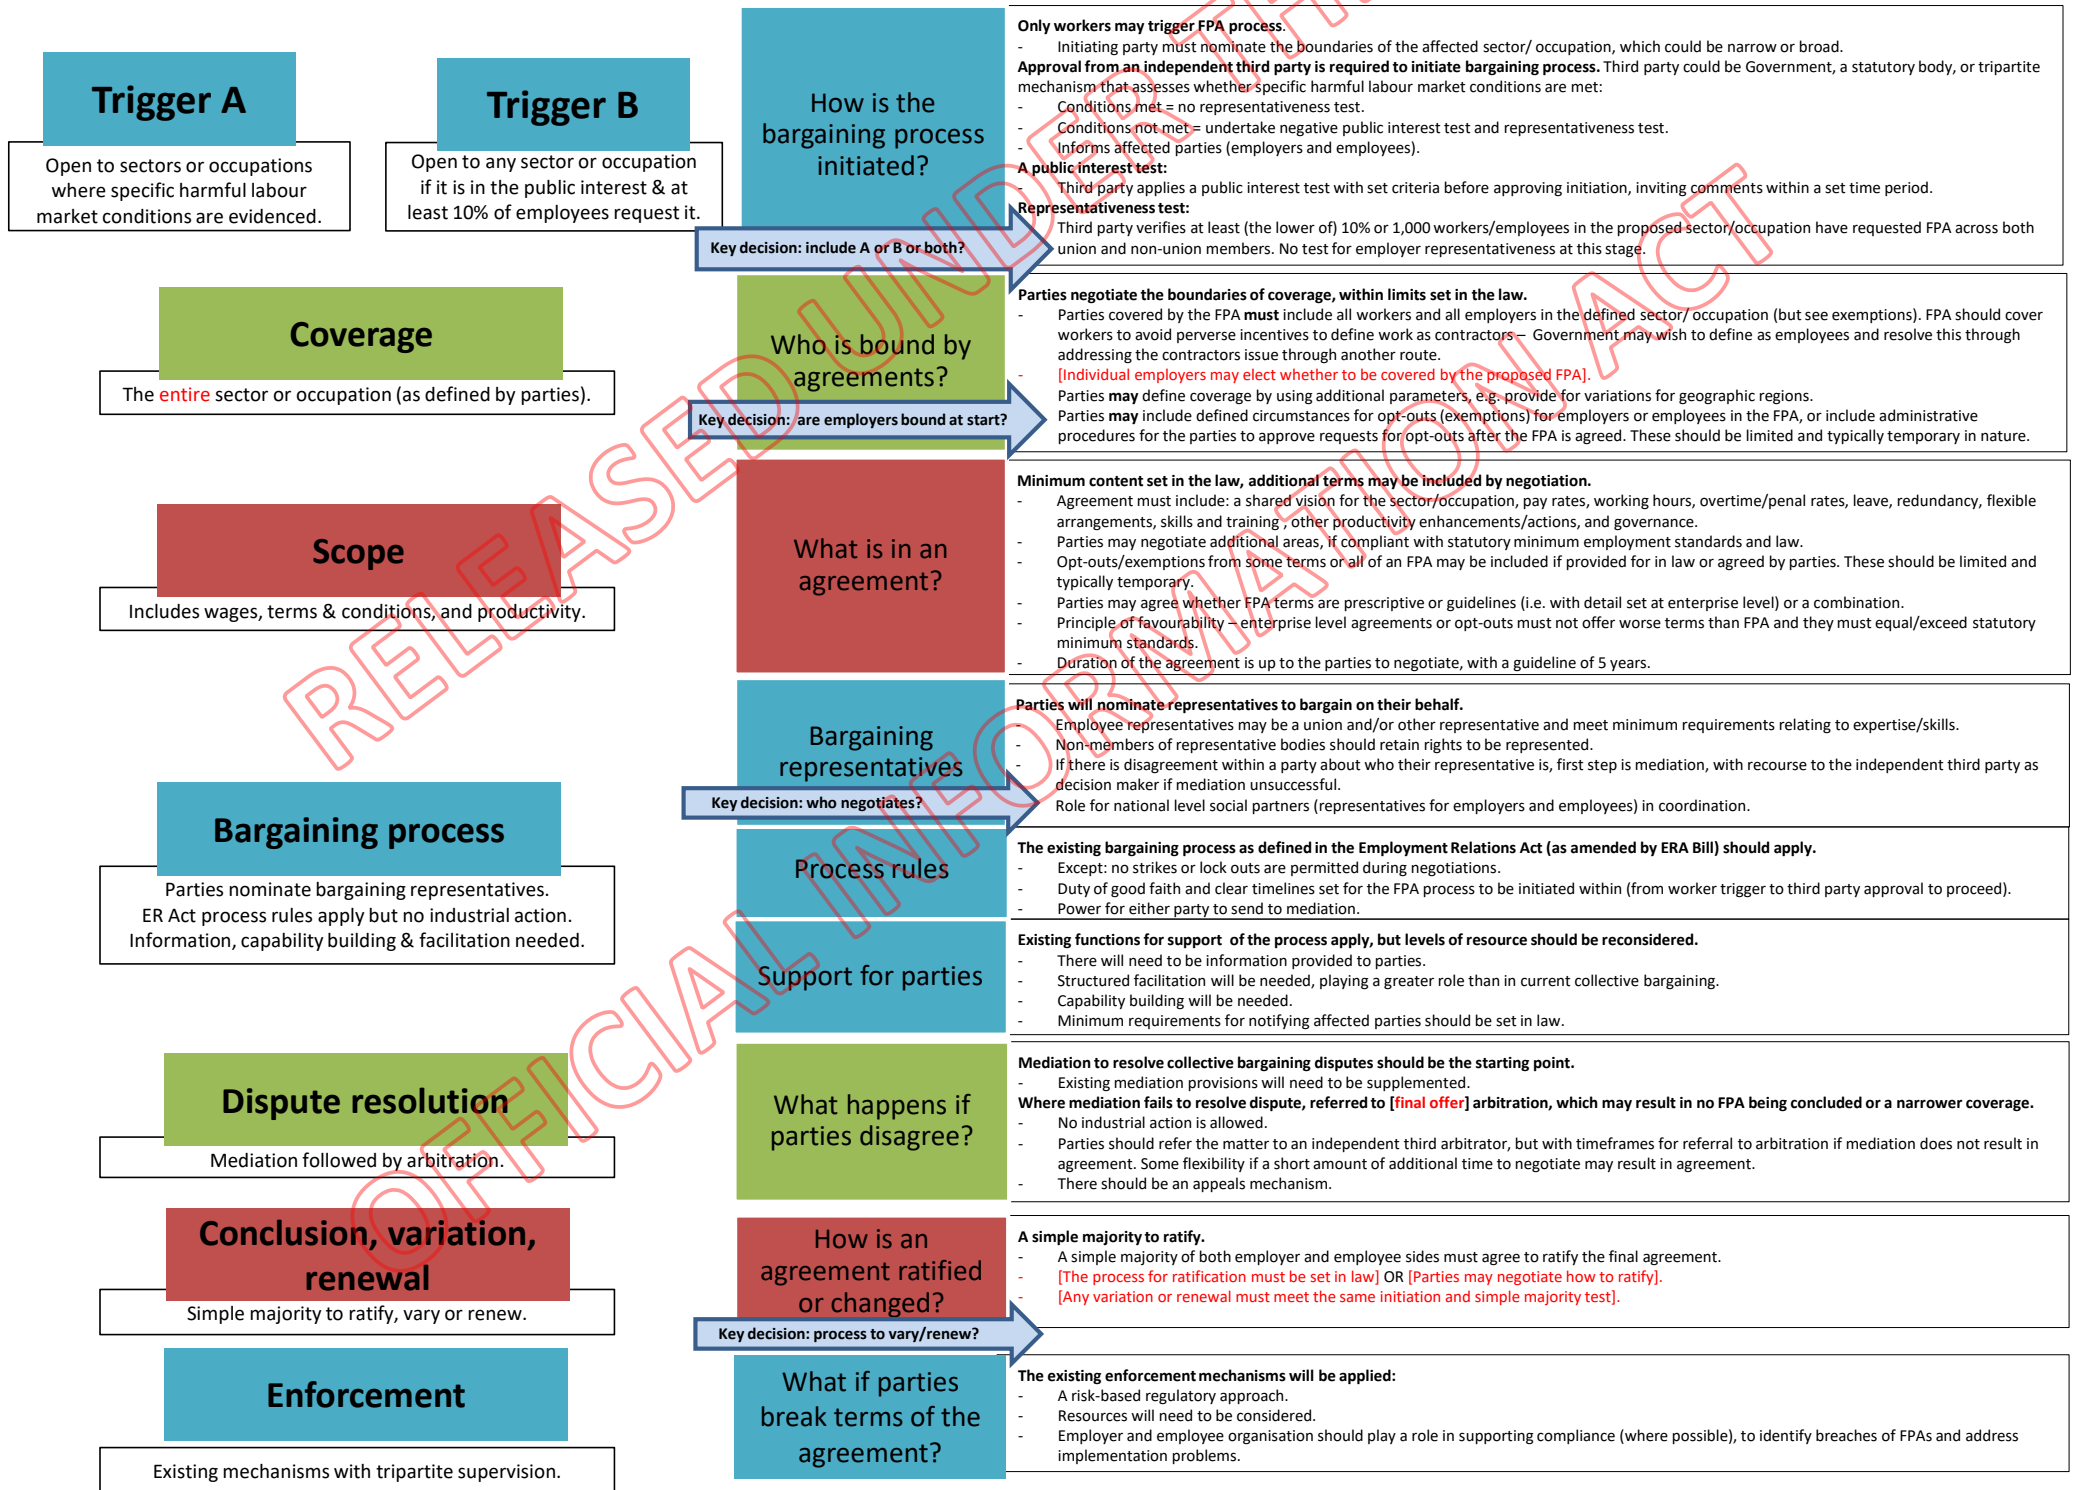 Trigger A
Open to sectors or occupations
where specific harmful labour
market conditions are evidenced.
Trigger B
Open to any sector or occupation
if it is in the public interest & at
least 10% of employees request it.
How is the
bargaining process
initiated?
Key decision: include A or B or both?
Only workers may trigger FPA process.
- Initiating party must nominate the boundaries of the affected sector/ occupation, which could be narrow or broad.
Approval from an independent third party is required to initiate bargaining process. Third party could be Government, a statutory body, or tripartite
mechanism that assesses whether specific harmful labour market conditions are met:
- Conditions met = no representativeness test.
- Conditions not met = undertake negative public interest test and representativeness test.
- Informs affected parties (employers and employees).
A public interest test:
- Third party applies a public interest test with set criteria before approving initiation, inviting comments within a set time period.
Representativeness test:
Third party verifies at least (the lower of) 10% or 1,000 workers/employees in the proposed sector/occupation have requested FPA across both
union and non-union members. No test for employer representativeness at this stage.
Coverage
The entire sector or occupation (as defined by parties).
Who is bound by
agreements?
Key decision: are employers bound at start?
Parties negotiate the boundaries of coverage, within limits set in the law.
- Parties covered by the FPA must include all workers and all employers in the defined sector/ occupation (but see exemptions). FPA should cover
workers to avoid perverse incentives to define work as contractors – Government may wish to define as employees and resolve this through
addressing the contractors issue through another route.
- [Individual employers may elect whether to be covered by the proposed FPA].
Parties may define coverage by using additional parameters, e.g. provide for variations for geographic regions.
Parties may include defined circumstances for opt-outs (exemptions) for employers or employees in the FPA, or include administrative
procedures for the parties to approve requests for opt-outs after the FPA is agreed. These should be limited and typically temporary in nature.
Scope
Includes wages, terms & conditions, and productivity.
What is in an
agreement?
Minimum content set in the law, additional terms may be included by negotiation.
- Agreement must include: a shared vision for the sector/occupation, pay rates, working hours, overtime/penal rates, leave, redundancy, flexible
arrangements, skills and training , other productivity enhancements/actions, and governance.
- Parties may negotiate additional areas, if compliant with statutory minimum employment standards and law.
- Opt-outs/exemptions from some terms or all of an FPA may be included if provided for in law or agreed by parties. These should be limited and
typically temporary.
- Parties may agree whether FPA terms are prescriptive or guidelines (i.e. with detail set at enterprise level) or a combination.
- Principle of favourability – enterprise level agreements or opt-outs must not offer worse terms than FPA and they must equal/exceed statutory
minimum standards.
- Duration of the agreement is up to the parties to negotiate, with a guideline of 5 years.
Bargaining process
Parties nominate bargaining representatives.
ER Act process rules apply but no industrial action.
Information, capability building & facilitation needed.
Bargaining
representatives
Key decision: who negotiates?
Parties will nominate representatives to bargain on their behalf.
- Employee representatives may be a union and/or other representative and meet minimum requirements relating to expertise/skills.
- Non-members of representative bodies should retain rights to be represented.
- If there is disagreement within a party about who their representative is, first step is mediation, with recourse to the independent third party as
decision maker if mediation unsuccessful.
Role for national level social partners (representatives for employers and employees) in coordination.
Process rules
The existing bargaining process as defined in the Employment Relations Act (as amended by ERA Bill) should apply.
- Except: no strikes or lock outs are permitted during negotiations.
- Duty of good faith and clear timelines set for the FPA process to be initiated within (from worker trigger to third party approval to proceed).
- Power for either party to send to mediation.
Support for parties
Existing functions for support of the process apply, but levels of resource should be reconsidered.
- There will need to be information provided to parties.
- Structured facilitation will be needed, playing a greater role than in current collective bargaining.
- Capability building will be needed.
- Minimum requirements for notifying affected parties should be set in law.
Dispute resolution
Mediation followed by arbitration.
What happens if
parties disagree?
Mediation to resolve collective bargaining disputes should be the starting point.
- Existing mediation provisions will need to be supplemented.
Where mediation fails to resolve dispute, referred to [final offer] arbitration, which may result in no FPA being concluded or a narrower coverage.
- No industrial action is allowed.
- Parties should refer the matter to an independent third arbitrator, but with timeframes for referral to arbitration if mediation does not result in
agreement. Some flexibility if a short amount of additional time to negotiate may result in agreement.
- There should be an appeals mechanism.
Conclusion, variation,
renewal
Simple majority to ratify, vary or renew.
How is an
agreement ratified
or changed?
Key decision: process to vary/renew?
A simple majority to ratify.
- A simple majority of both employer and employee sides must agree to ratify the final agreement.
- [The process for ratification must be set in law] OR [Parties may negotiate how to ratify].
- [Any variation or renewal must meet the same initiation and simple majority test].
Enforcement
Existing mechanisms with tripartite supervision.
What if parties
break terms of the
agreement?
The existing enforcement mechanisms will be applied:
- A risk-based regulatory approach.
- Resources will need to be considered.
- Employer and employee organisation should play a role in supporting compliance (where possible), to identify breaches of FPAs and address
implementation problems.
RELEASED UNDER
OFFICIAL INFORMATION ACT